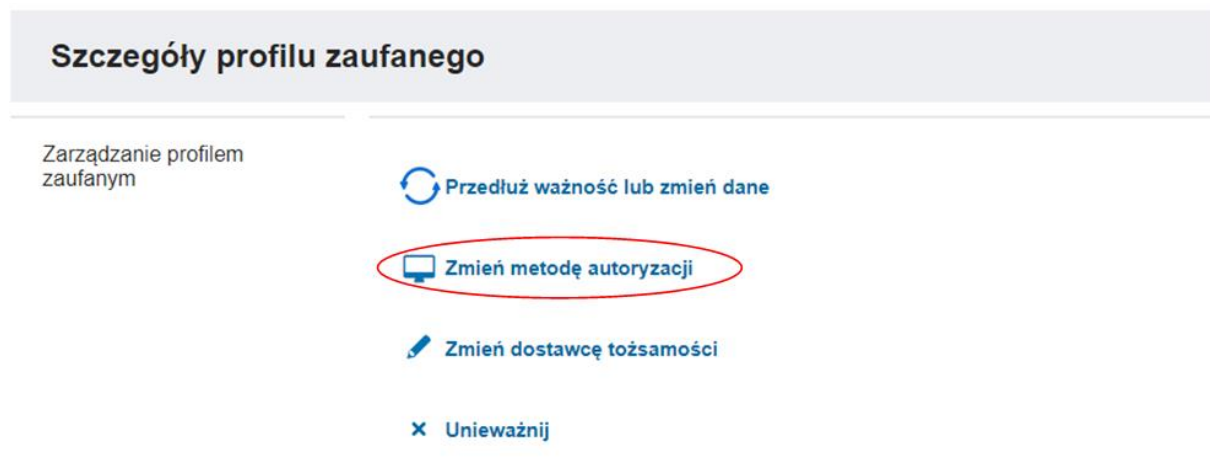 Szczegóły profilu zaufanego
Zarządzanie profilem
zaufanym
Przedłuż ważność lub zmień dane
Zmień metodę autoryzacji
Zmień dostawcę tożsamości
Unieważnij